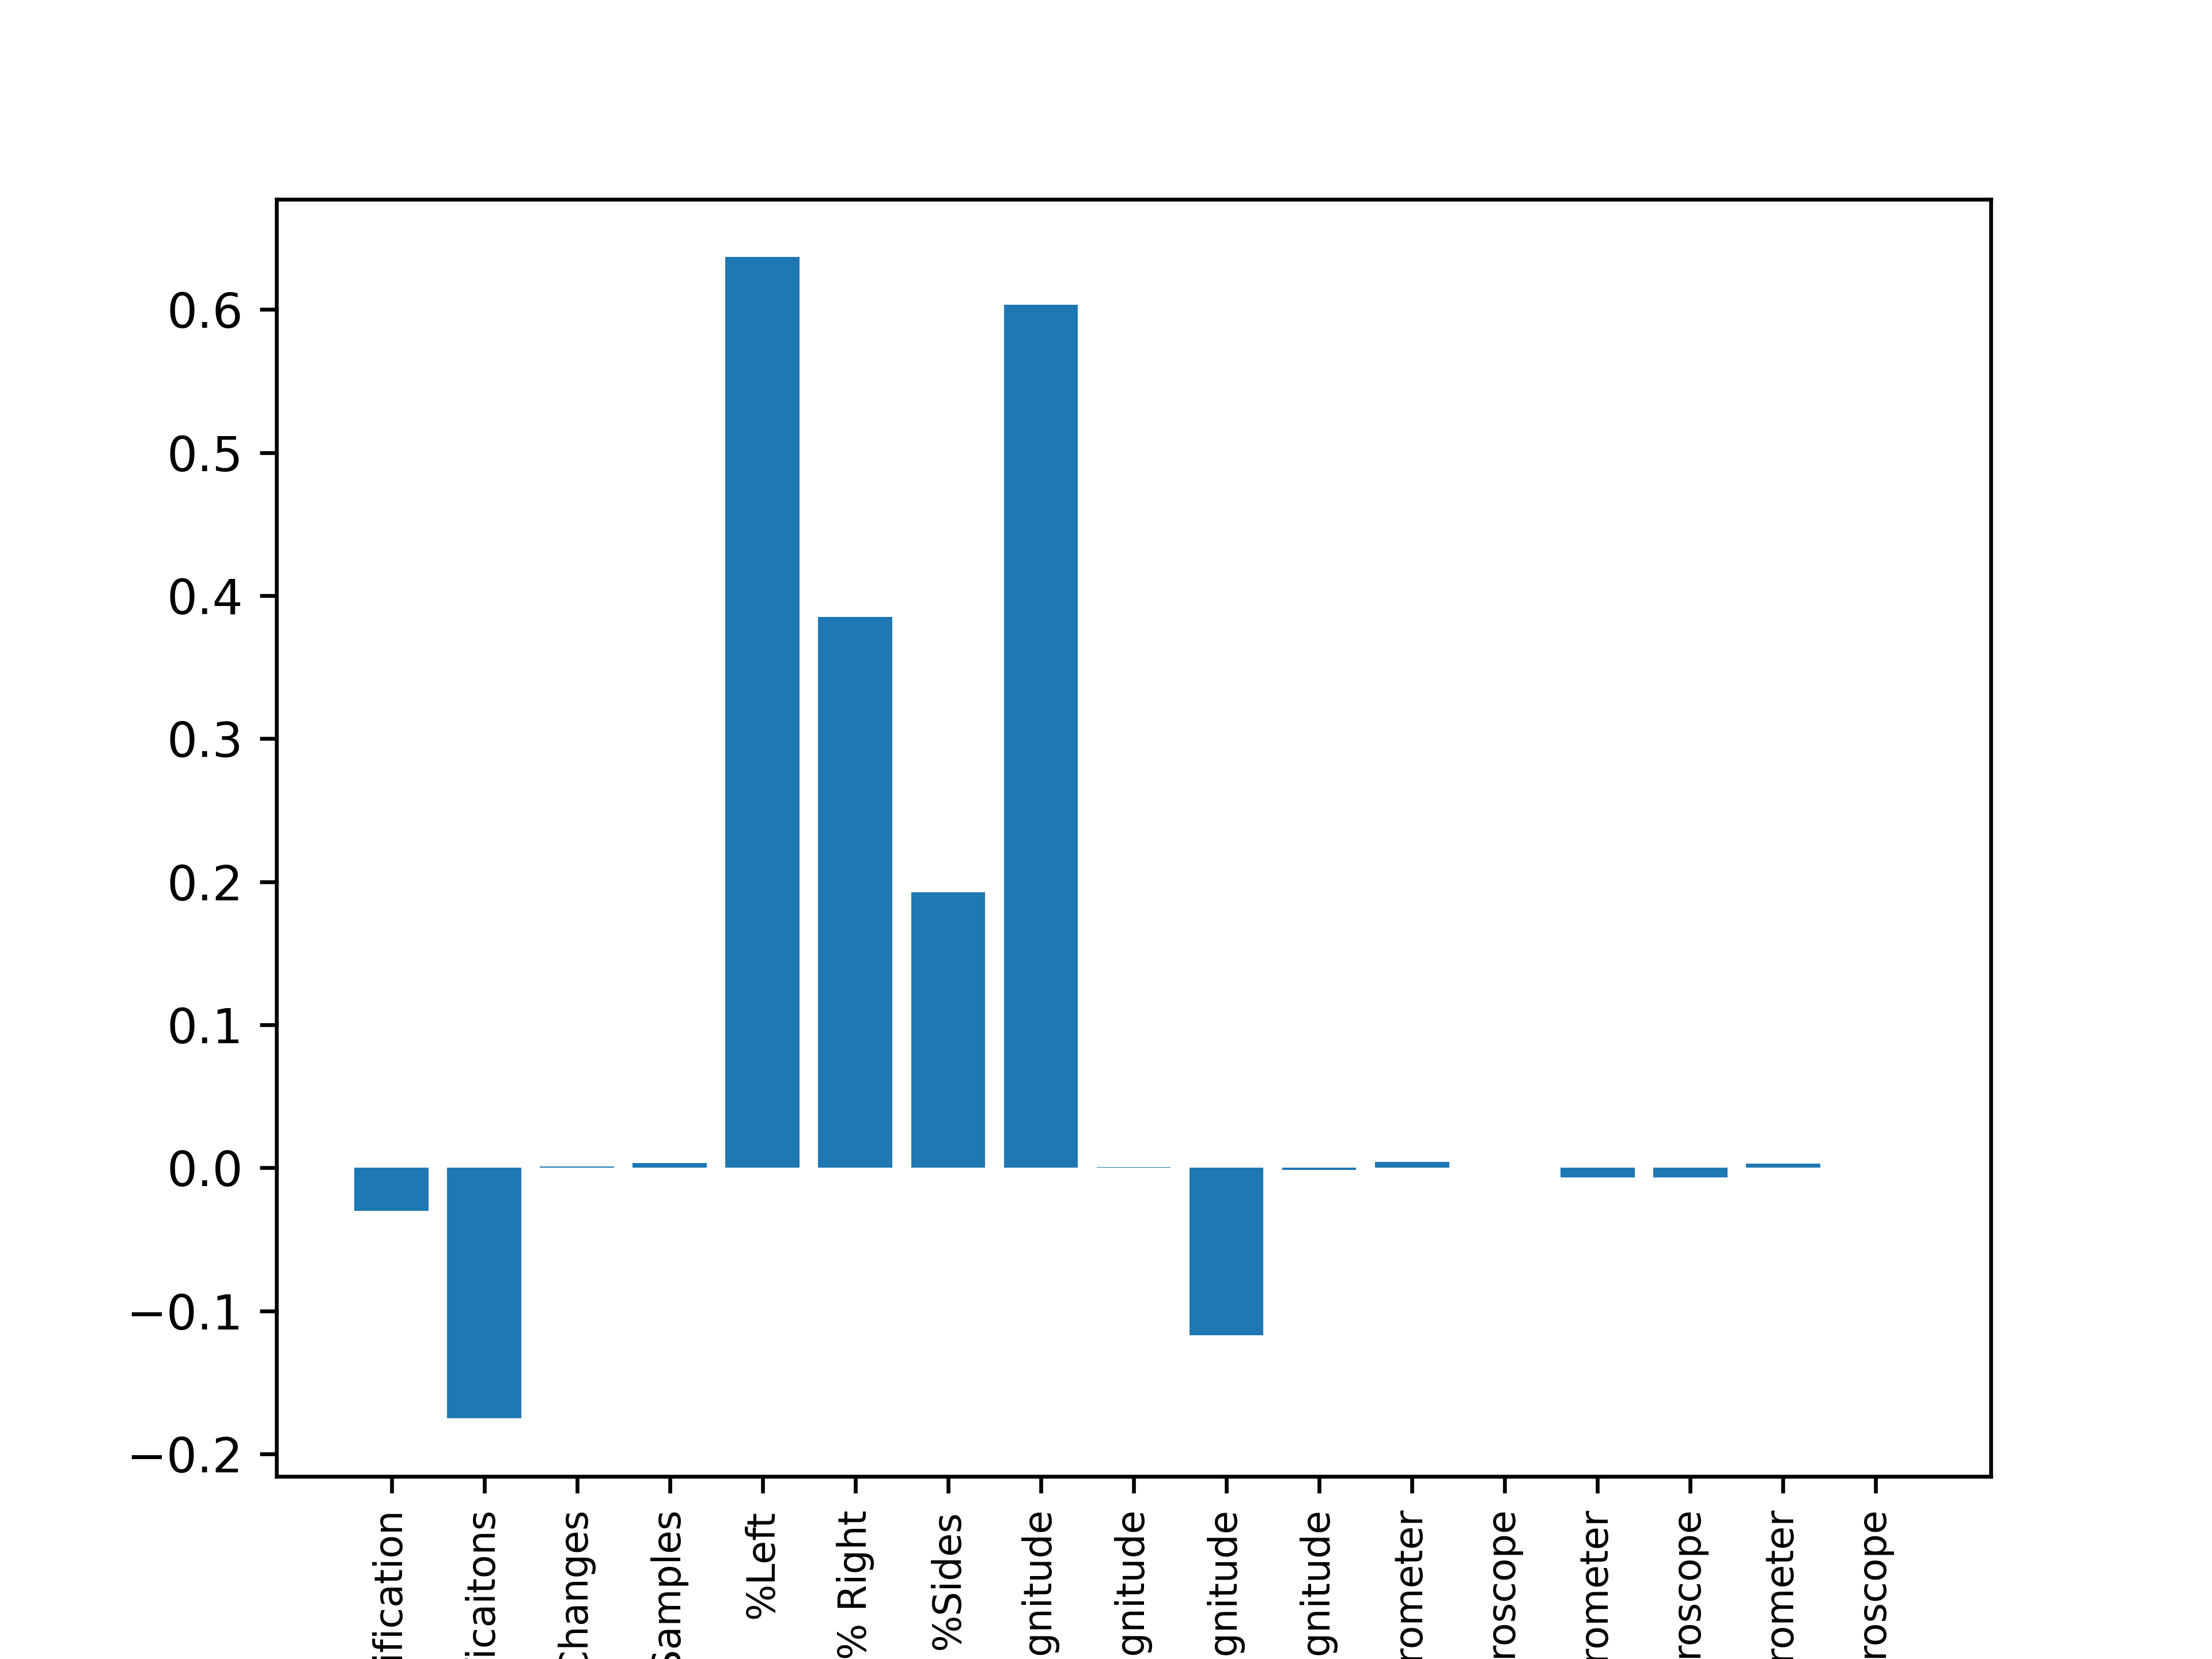 0.6
0.5
0.4
0.3
0.2
0.1
0.0
−0.1
−0.2
ification
icaitons
hanges
Samples
%Left
% Right
%Sides
gnitude
gnitude
gnitude
gnitude
rometer
roscope
rometer
roscope
rometer
roscope